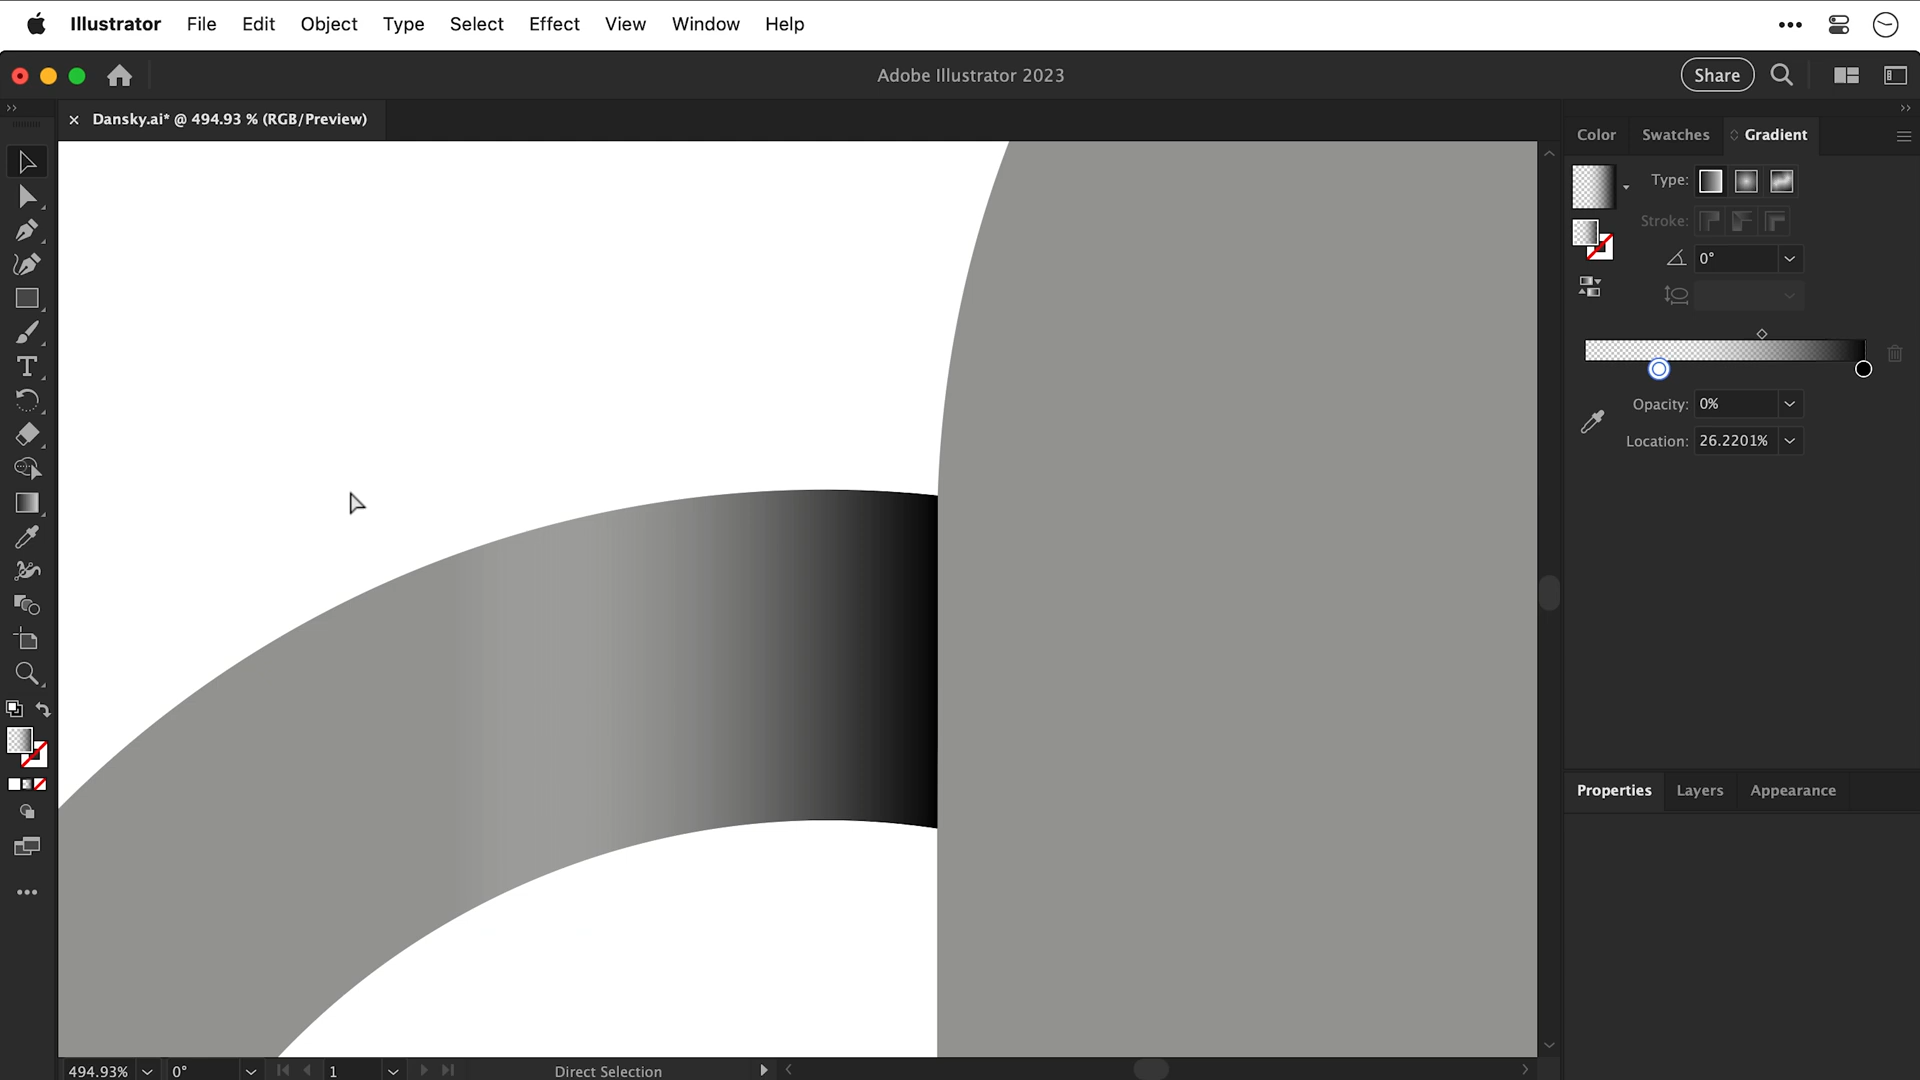 Illustrator File Edit Object Type Select Effect View Window Help
Adobe Illustrator 2023
Share
Dansky.ai* @ 494.93 % (RGB/Preview)
Color Swatches Gradient
Type:
Stroke:
0°
Opacity: 0%
Location: 26.2201%
Properties Layers Appearance
494.93% 0° 1 Direct Selection